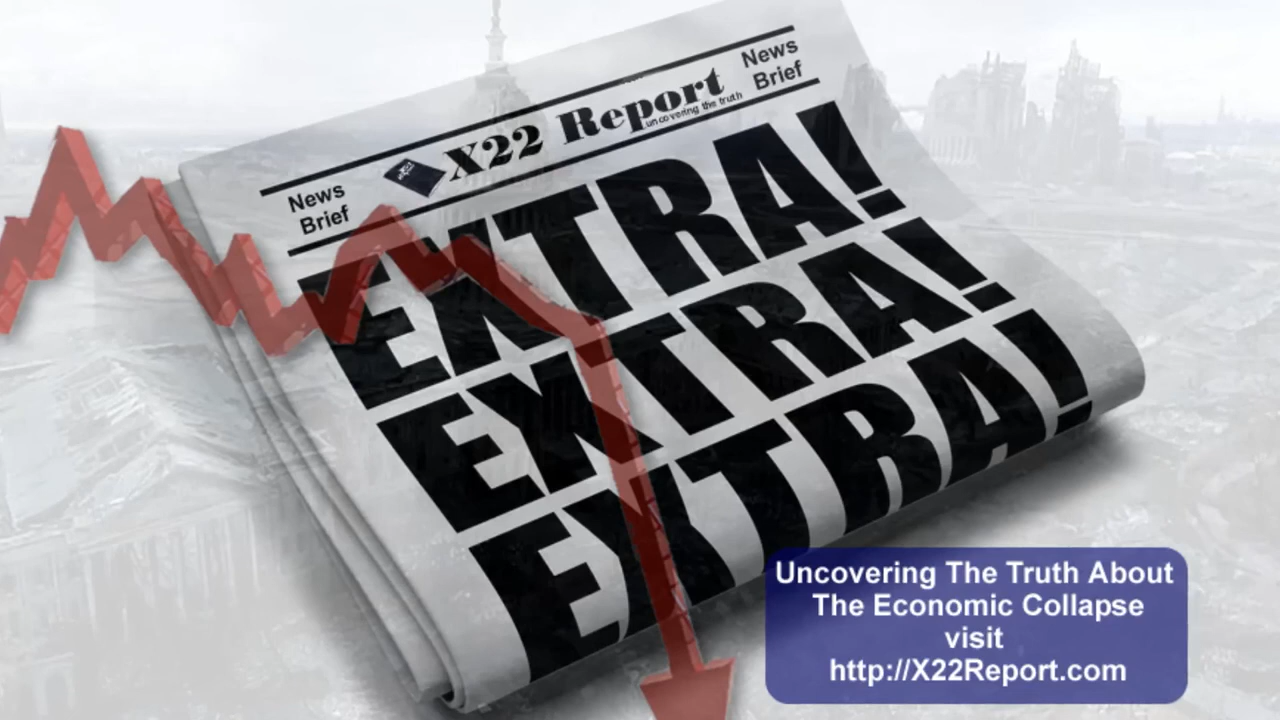 News
Brief
X22 Report
uncovering the truth
News
Brief
EXTRA!
EXTRA!
EXTRA!
Uncovering The Truth About
The Economic Collapse
visit
http://X22Report.com